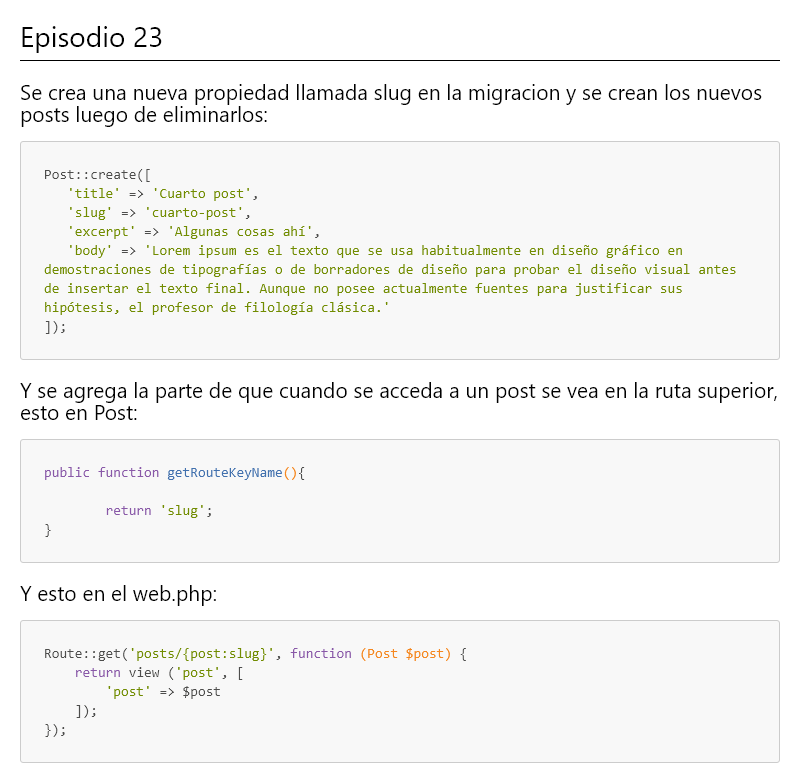 Episodio 23
Se crea una nueva propiedad llamada slug en la migracion y se crean los nuevos
posts luego de eliminarlos:
Post::create([
   'title' => 'Cuarto post',
   'slug' => 'cuarto-post',
   'excerpt' => 'Algunas cosas ahí',
   'body' => 'Lorem ipsum es el texto que se usa habitualmente en diseño gráfico en
demostraciones de tipografías o de borradores de diseño para probar el diseño visual antes
de insertar el texto final. Aunque no posee actualmente fuentes para justificar sus
hipótesis, el profesor de filología clásica.'
]);
Y se agrega la parte de que cuando se acceda a un post se vea en la ruta superior,
esto en Post:
public function getRouteKeyName(){
        return 'slug';
}
Y esto en el web.php:
Route::get('posts/{post:slug}', function (Post $post) {
    return view ('post', [
        'post' => $post
    ]);
});